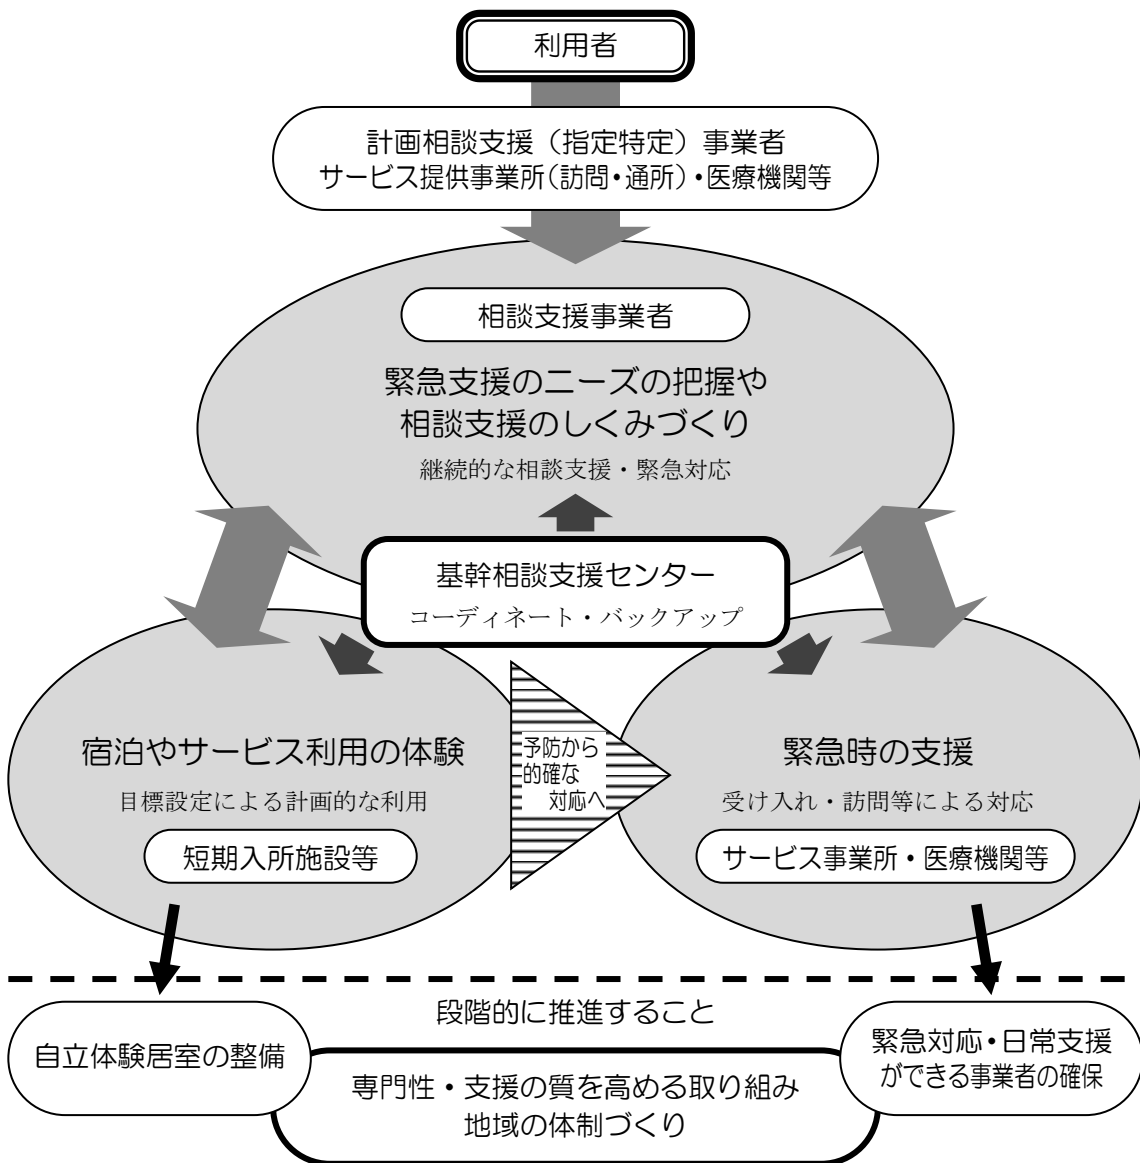 利用者
計画相談支援（指定特定）事業者
サービス提供事業所（訪問・通所）・医療機関等
相談支援事業者
緊急支援のニーズの把握や
相談支援のしくみづくり
継続的な相談支援・緊急対応
基幹相談支援センター
コーディネート・バックアップ
宿泊やサービス利用の体験
目標設定による計画的な利用
短期入所施設等
予防から
的確な
対応へ
緊急時の支援
受け入れ・訪問等による対応
サービス事業所・医療機関等
段階的に推進すること
自立体験居室の整備
専門性・支援の質を高める取り組み
地域の体制づくり
緊急対応・日常支援
ができる事業者の確保